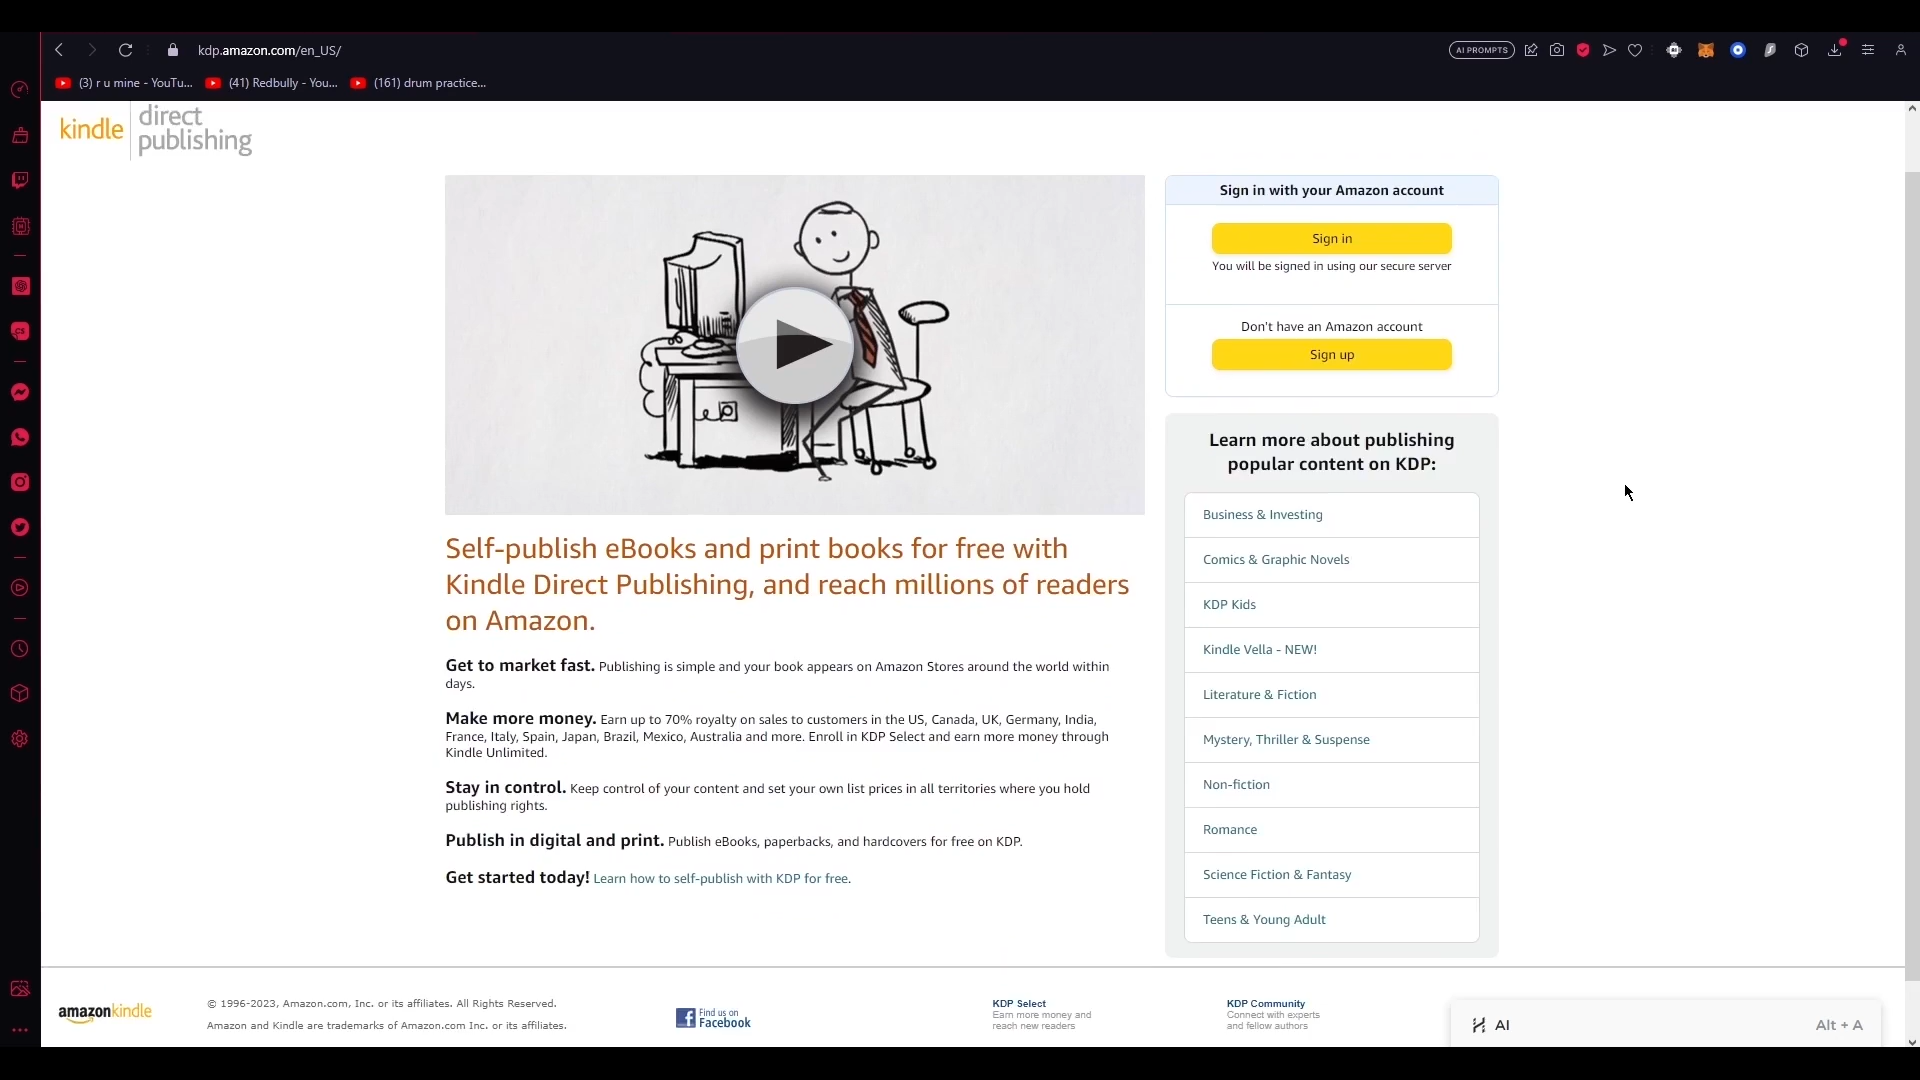 kdp.amazon.com/en_US/
AI PROMPTS
(3) r u mine - YouTu...
(41) Redbully - You...
(161) drum practice...
kindle
direct
publishing
Sign in with your Amazon account
Sign in
You will be signed in using our secure server
Don't have an Amazon account
Sign up
Learn more about publishing
popular content on KDP:
Business & Investing
Comics & Graphic Novels
KDP Kids
Kindle Vella - NEW!
Literature & Fiction
Mystery, Thriller & Suspense
Non-fiction
Romance
Science Fiction & Fantasy
Teens & Young Adult
Self-publish eBooks and print books for free with
Kindle Direct Publishing, and reach millions of readers
on Amazon.
Get to market fast. Publishing is simple and your book appears on Amazon Stores around the world within
days.
Make more money. Earn up to 70% royalty on sales to customers in the US, Canada, UK, Germany, India,
France, Italy, Spain, Japan, Brazil, Mexico, Australia and more. Enroll in KDP Select and earn more money through
Kindle Unlimited.
Stay in control. Keep control of your content and set your own list prices in all territories where you hold
publishing rights.
Publish in digital and print. Publish eBooks, paperbacks, and hardcovers for free on KDP.
Get started today! Learn how to self-publish with KDP for free.
amazonkindle
© 1996-2023, Amazon.com, Inc. or its affiliates. All Rights Reserved.
Amazon and Kindle are trademarks of Amazon.com Inc. or its affiliates.
Find us on
Facebook
KDP Select
Earn more money and
reach new readers
KDP Community
Connect with experts
and fellow authors
AI
Alt + A